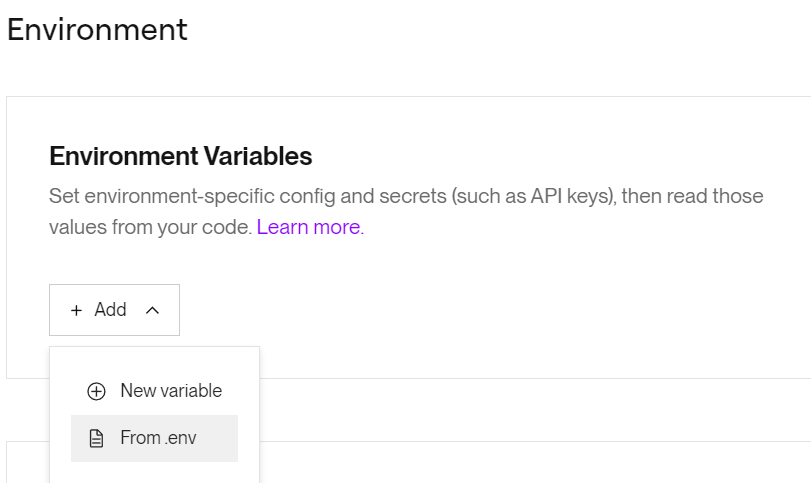 Environment
Environment Variables
Set environment-specific config and secrets (such as API keys), then read those
values from your code. Learn more.
+ Add
New variable
From .env